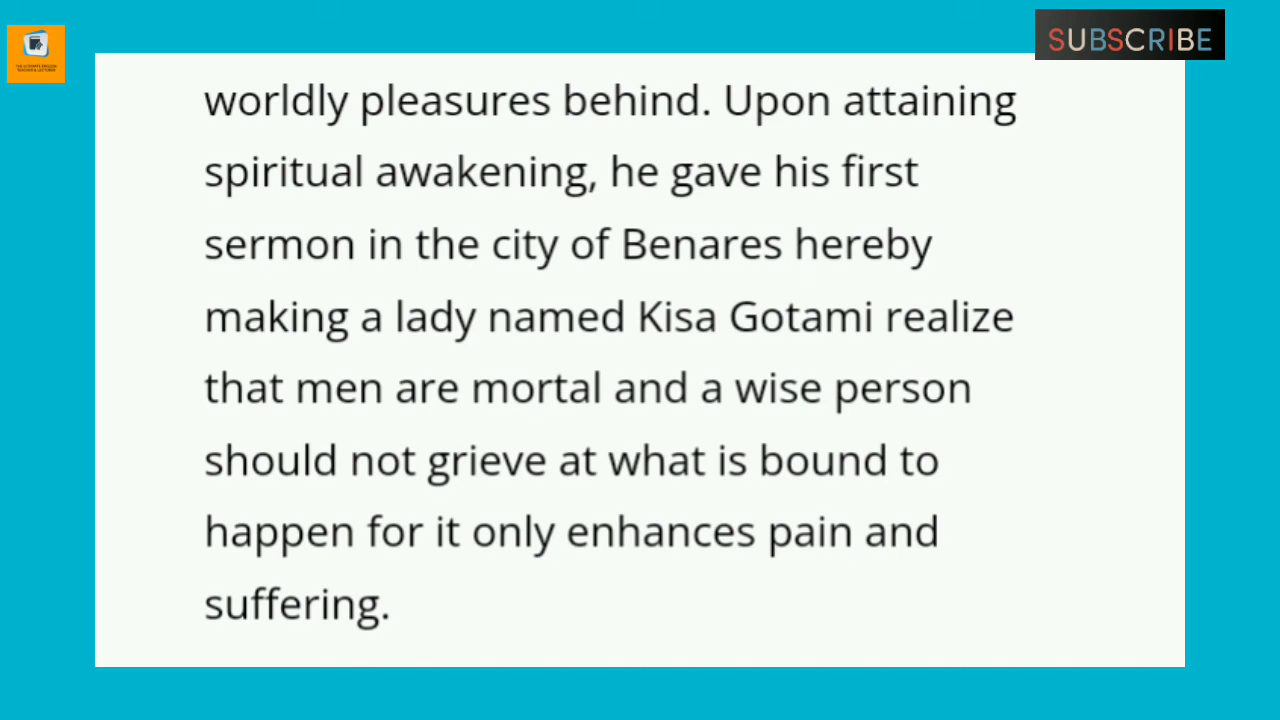 SUBSCRIBE
worldly pleasures behind. Upon attaining
spiritual awakening, he gave his first
sermon in the city of Benares hereby
making a lady named Kisa Gotami realize
that men are mortal and a wise person
should not grieve at what is bound to
happen for it only enhances pain and
suffering.